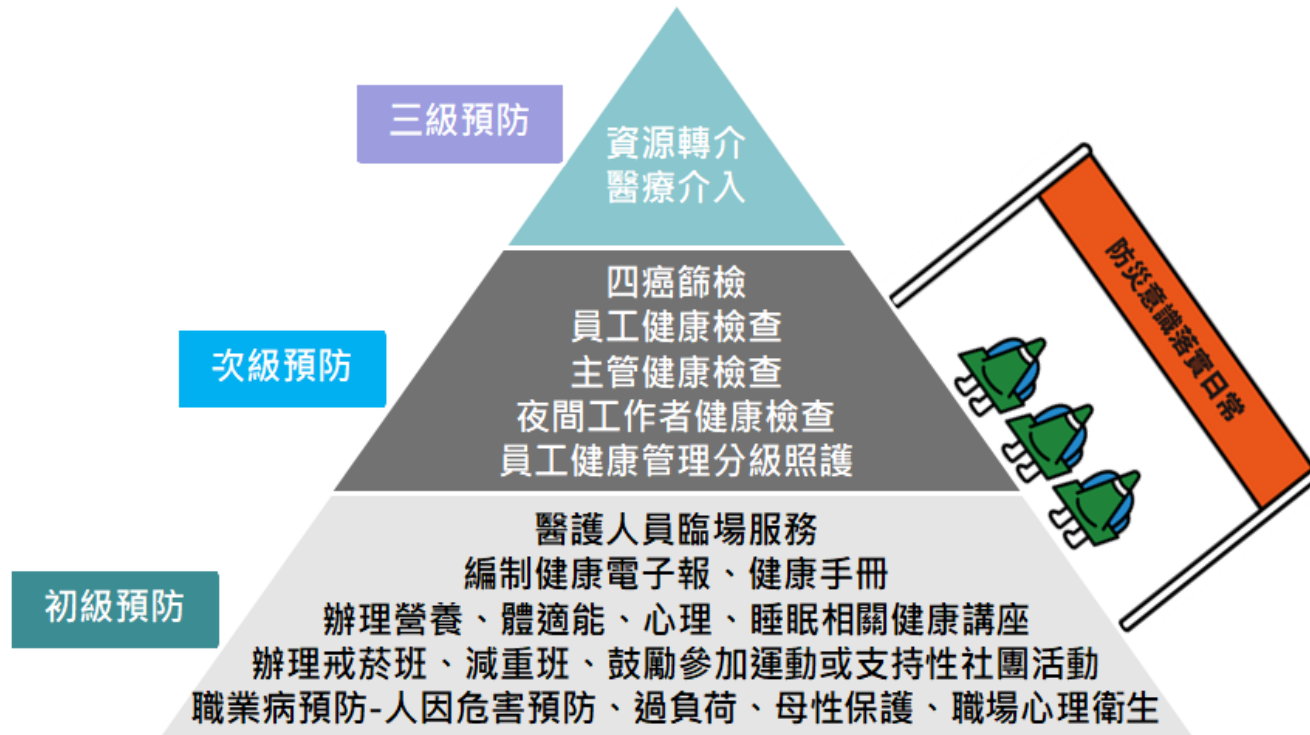 三級預防
資源轉介
醫療介入
次級預防
四癌篩檢
員工健康檢查
主管健康檢查
夜間工作者健康檢查
員工健康管理分級照護
防災意識落實日常
初級預防
醫護人員臨場服務
編制健康電子報、健康手冊
辦理營養、體適能、心理、睡眠相關健康講座
辦理戒菸班、減重班、鼓勵參加運動或支持性社團活動
職業病預防-人因危害預防、過負荷、母性保護、職場心理衛生